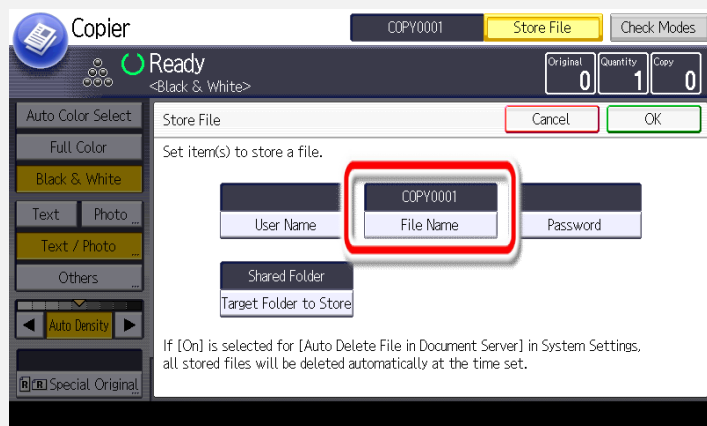 Copier
COPY0001
Store File
Check Modes
Ready
<Black & White>
Original
0
Quantity
1
Copy
0
Auto Color Select
Full Color
Black & White
Text
Photo
Text / Photo
Others
Auto Density
Special Original
Store File
Cancel
OK
Set item(s) to store a file.
COPY0001
User Name
File Name
Password
Shared Folder
Target Folder to Store
If [On] is selected for [Auto Delete File in Document Server] in System Settings,
all stored files will be deleted automatically at the time set.